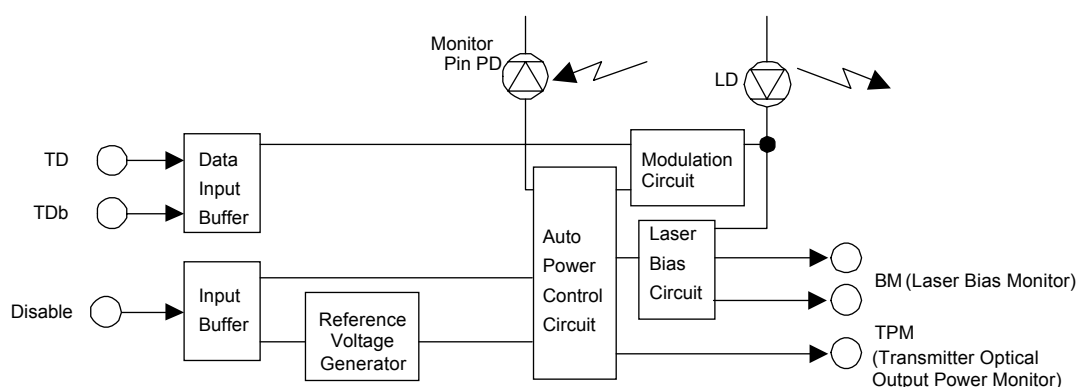 Monitor
Pin PD
LD
TD
TDb
Data
Input
Buffer
Modulation
Circuit
Auto
Power
Control
Circuit
Laser
Bias
Circuit
BM (Laser Bias Monitor)
Disable
Input
Buffer
Reference
Voltage
Generator
TPM
(Transmitter Optical
Output Power Monitor)